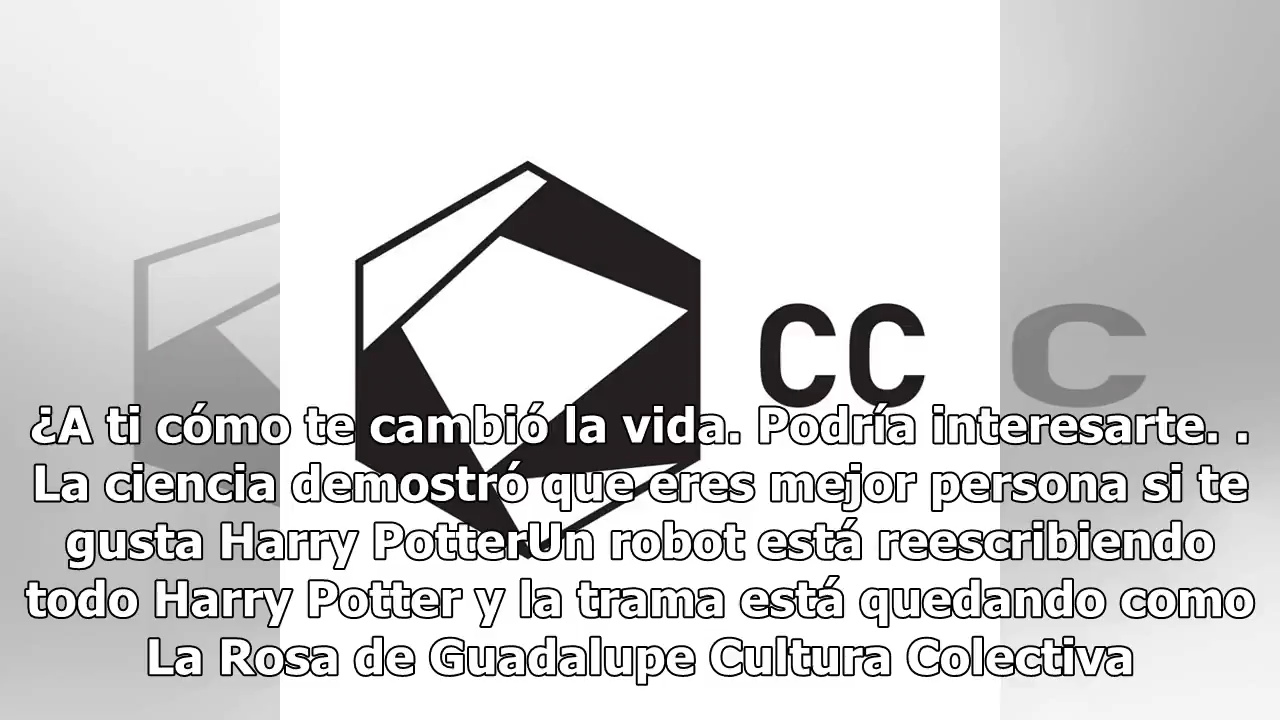 CC
C
¿A ti cómo te cambió la vida. Podría interesarte. .
La ciencia demostró que eres mejor persona si te
gusta Harry PotterUn robot está reescribiendo
todo Harry Potter y la trama está quedando como
La Rosa de Guadalupe Cultura Colectiva